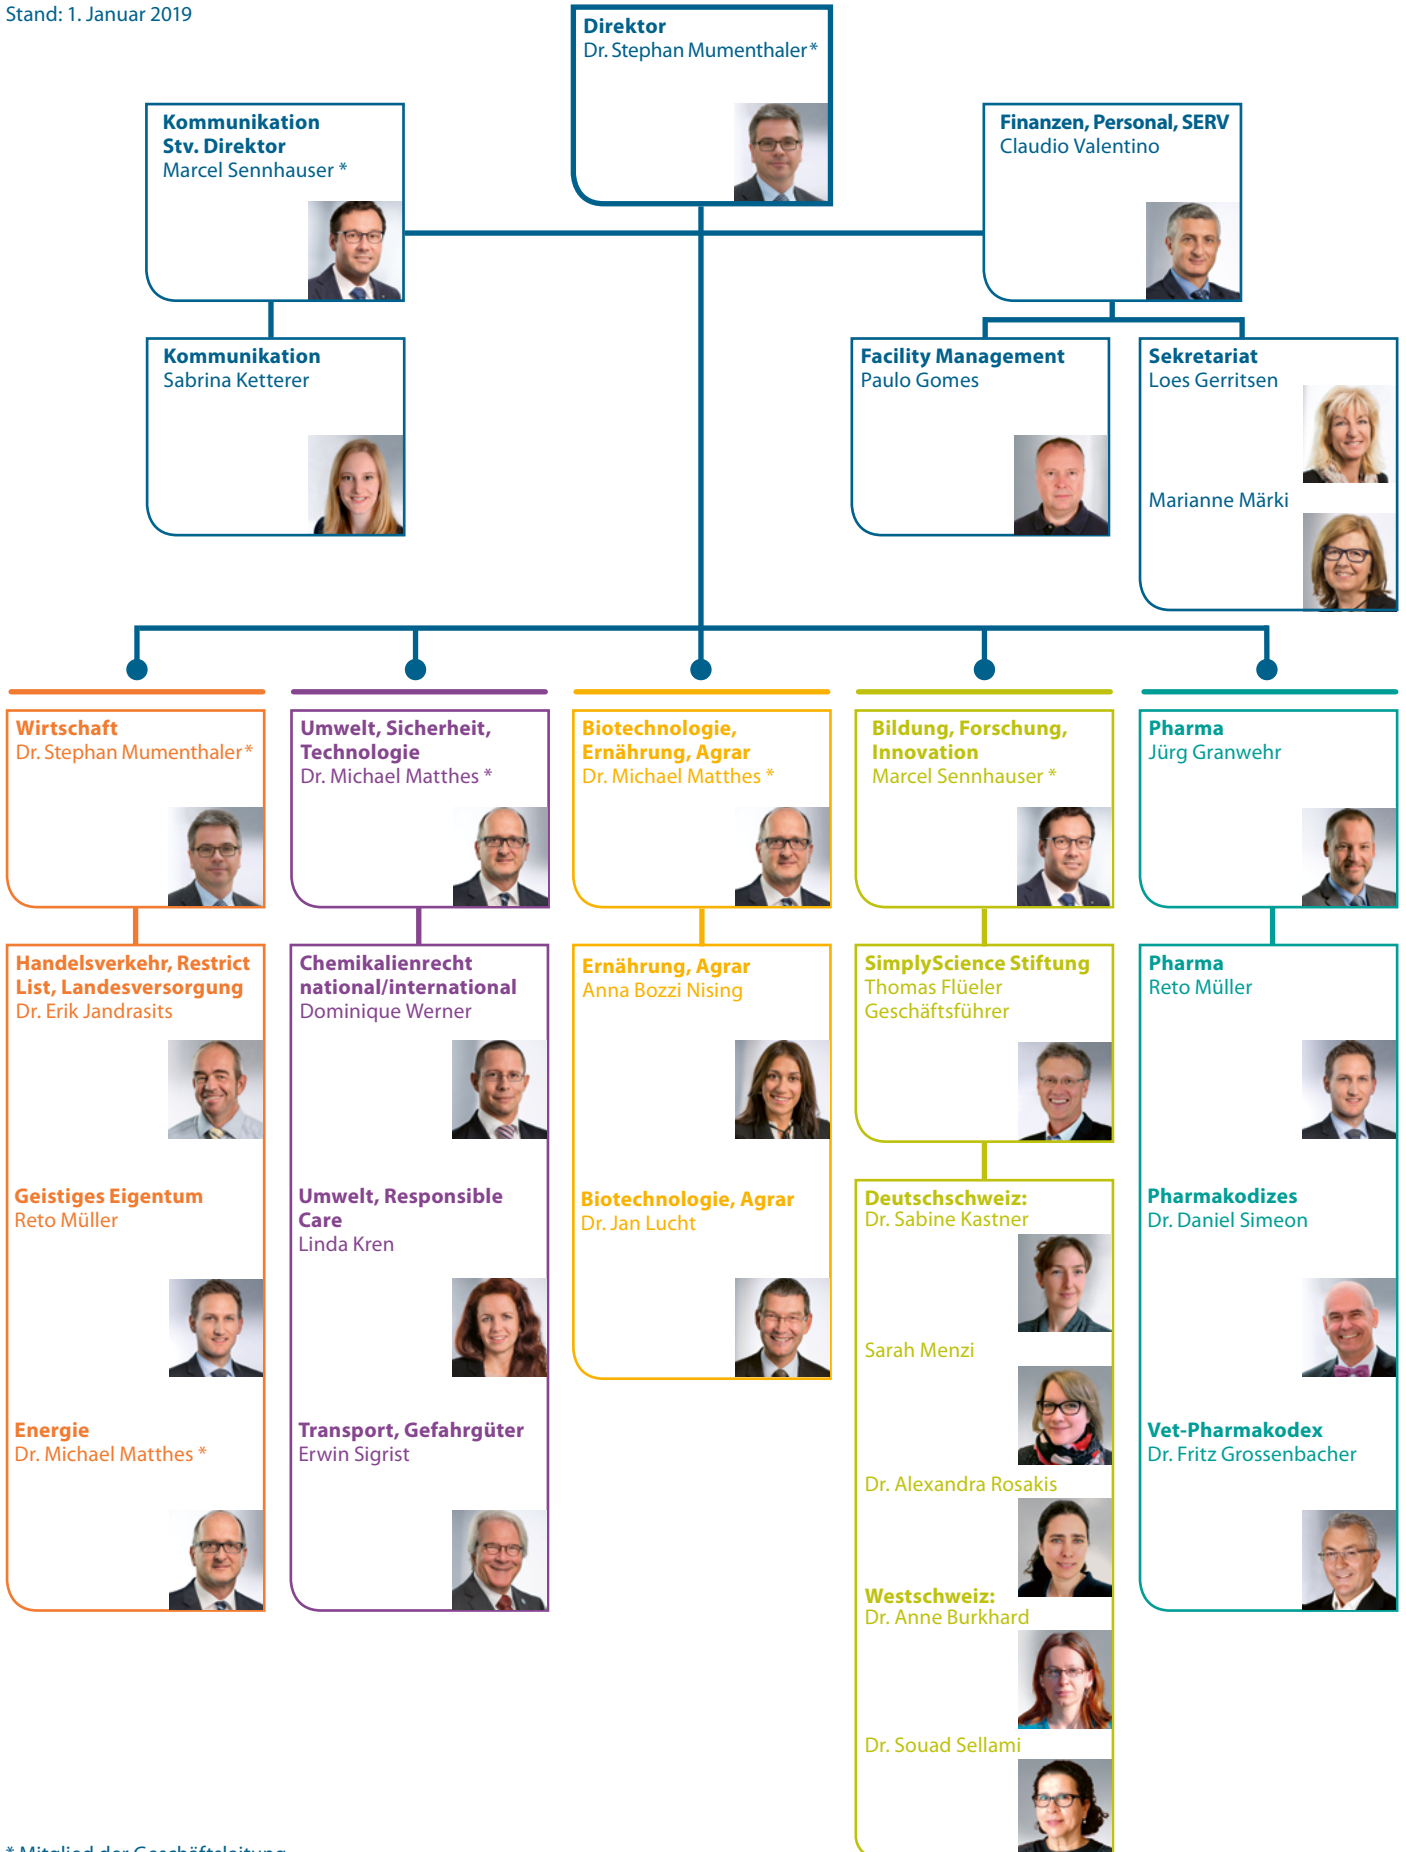 Stand: 1. Januar 2019
Direktor
Dr. Stephan Mumenthaler *
Kommunikation
Stv. Direktor
Marcel Sennhauser *
Finanzen, Personal, SERV
Claudio Valentino
Kommunikation
Sabrina Ketterer
Facility Management
Paulo Gomes
Sekretariat
Loes Gerritsen
Marianne Märki
Wirtschaft
Dr. Stephan Mumenthaler *
Umwelt, Sicherheit,
Technologie
Dr. Michael Matthes *
Biotechnologie,
Ernährung, Agrar
Dr. Michael Matthes *
Bildung, Forschung,
Innovation
Marcel Sennhauser *
Pharma
Jürg Granwehr
Handelsverkehr, Restrict
List, Landesversorgung
Dr. Erik Jandrasits
Geistiges Eigentum
Reto Müller
Energie
Dr. Michael Matthes *
Chemikalienrecht
national/international
Dominique Werner
Umwelt, Responsible
Care
Linda Kren
Transport, Gefahrgüter
Erwin Sigrist
Ernährung, Agrar
Anna Bozzi Nising
Biotechnologie, Agrar
Dr. Jan Lucht
SimplyScience Stiftung
Thomas Flüeler
Geschäftsführer
Deutschschweiz:
Dr. Sabine Kastner
Sarah Menzi
Dr. Alexandra Rosakis
Westschweiz:
Dr. Anne Burkhard
Dr. Souad Sellami
Pharma
Reto Müller
Pharmakodizes
Dr. Daniel Simeon
Vet-Pharmakodex
Dr. Fritz Grossenbacher
* Mitglied der Geschäftsleitung